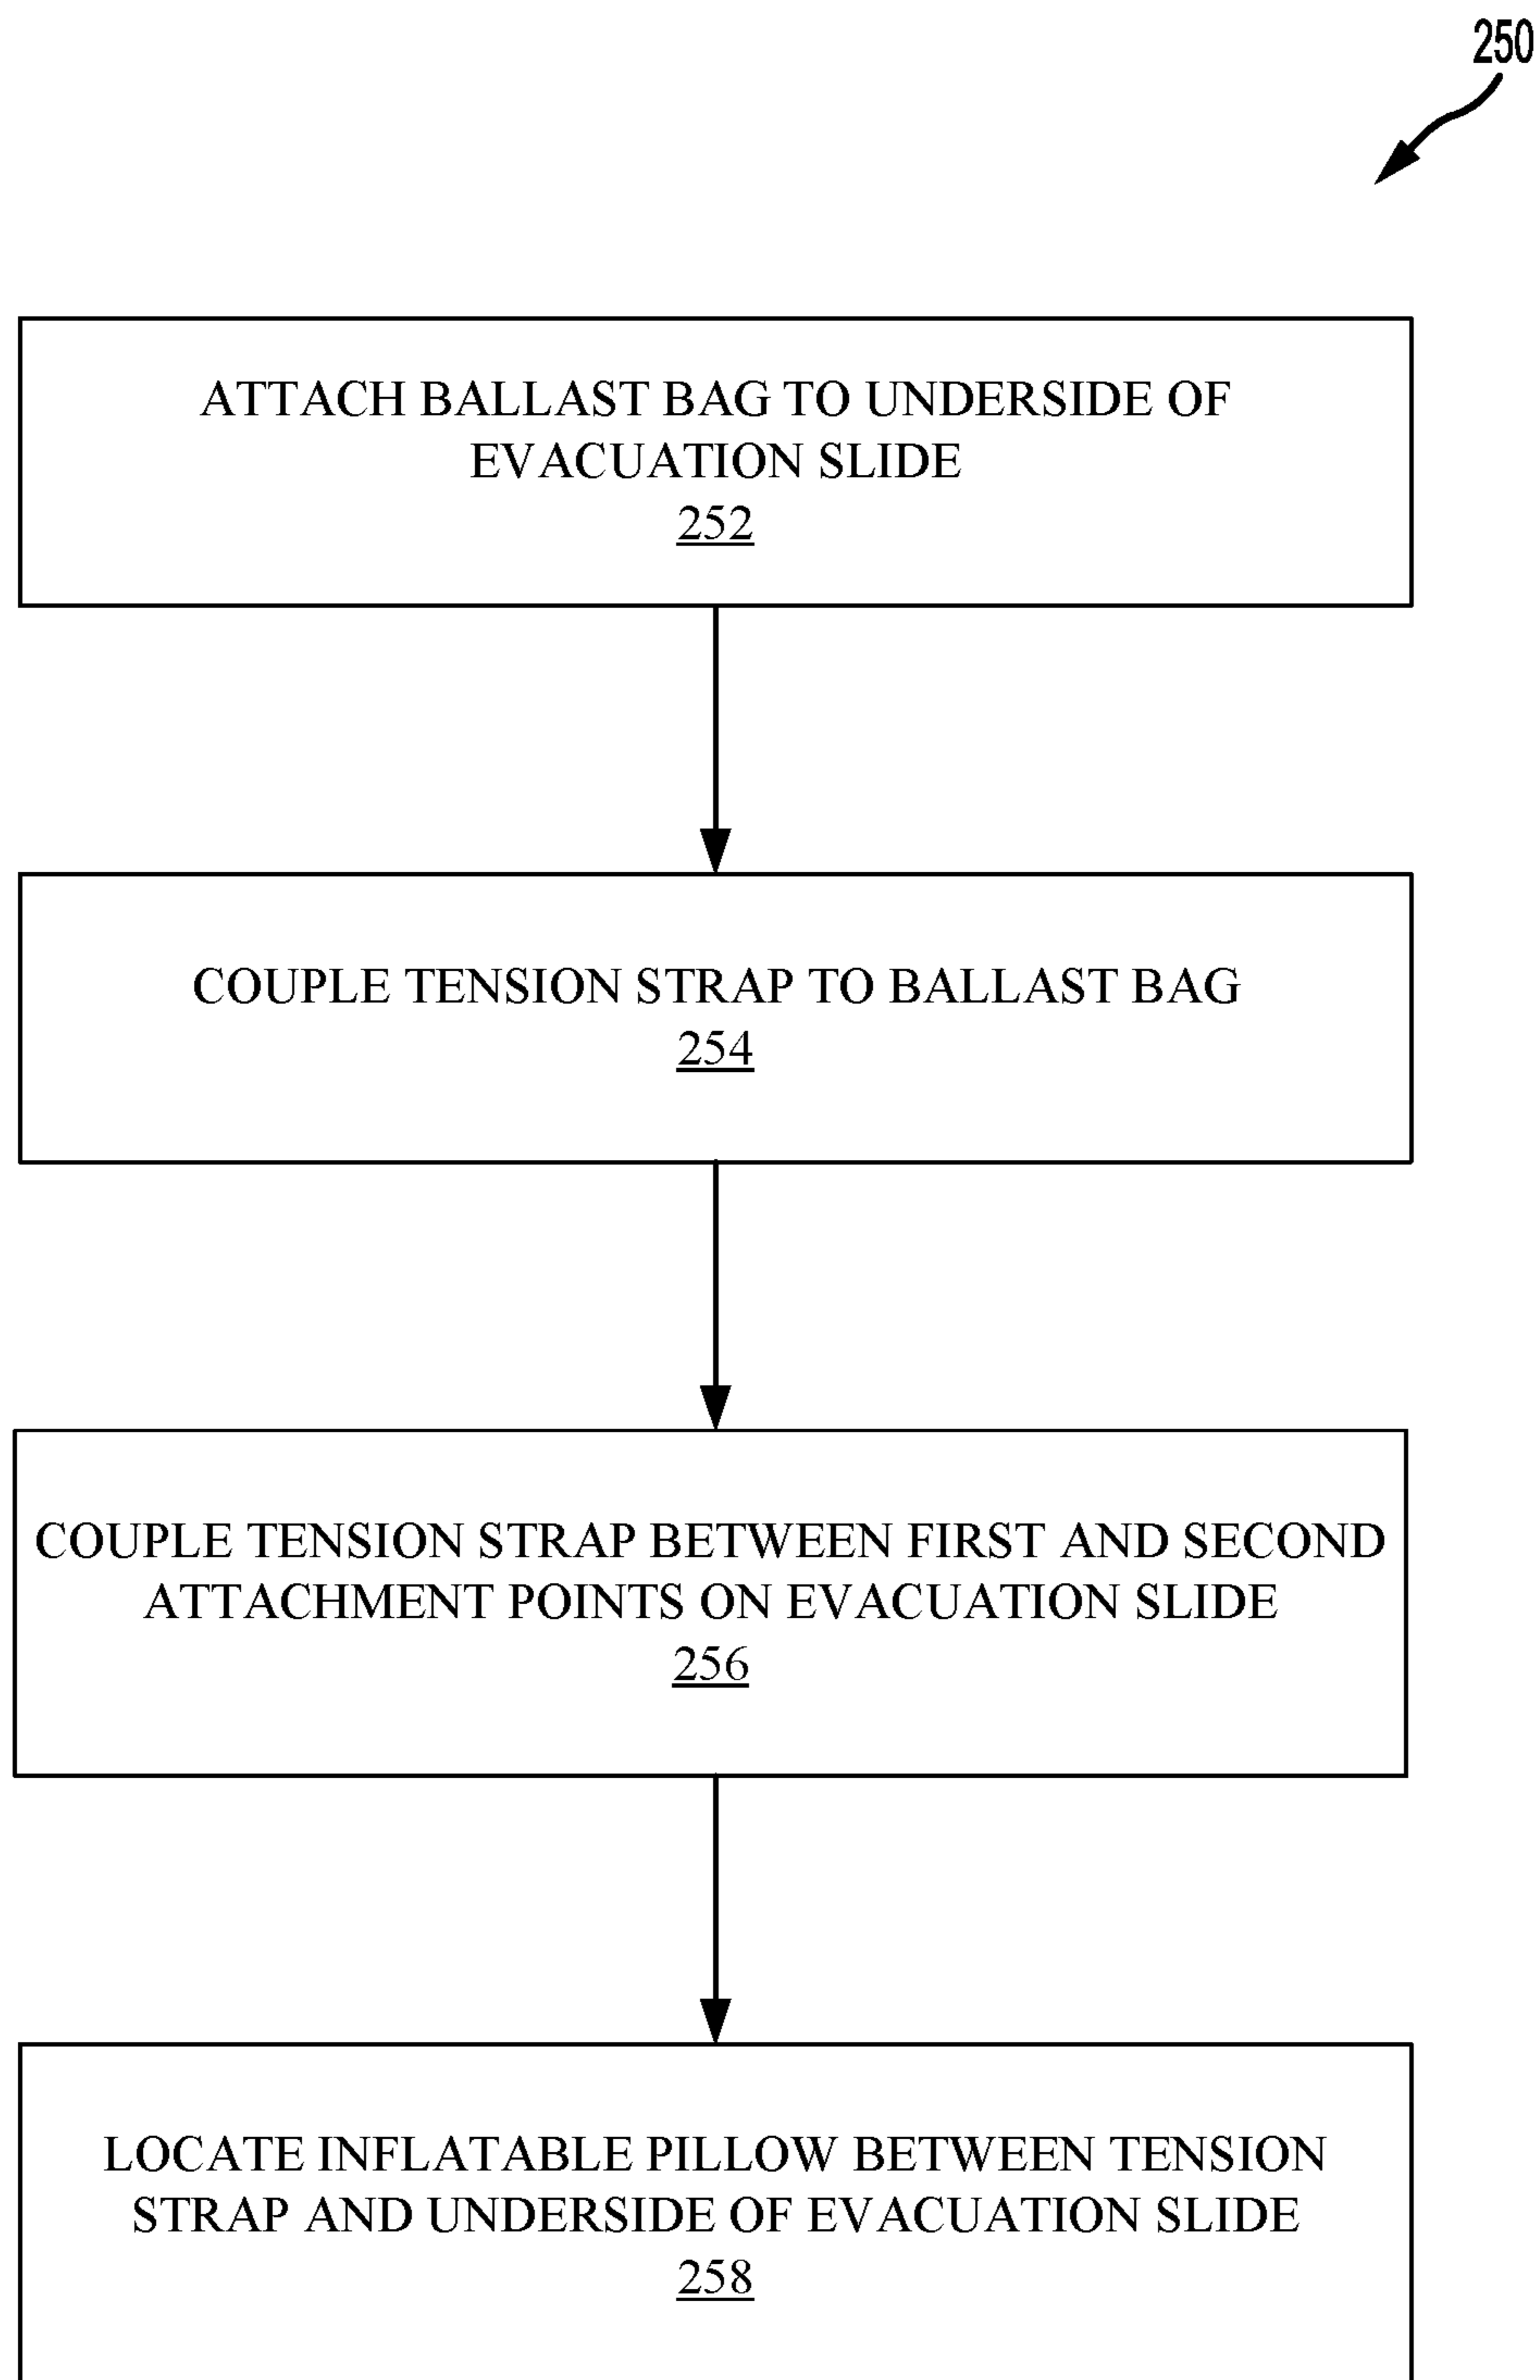 250
ATTACH BALLAST BAG TO UNDERSIDE OF
EVACUATION SLIDE
252
COUPLE TENSION STRAP TO BALLAST BAG
254
COUPLE TENSION STRAP BETWEEN FIRST AND SECOND
ATTACHMENT POINTS ON EVACUATION SLIDE
256
LOCATE INFLATABLE PILLOW BETWEEN TENSION
STRAP AND UNDERSIDE OF EVACUATION SLIDE
258